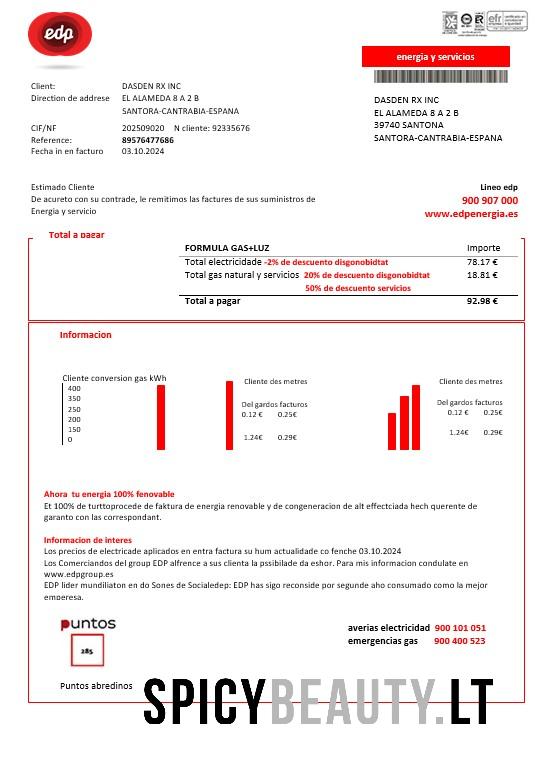 edp
energia y servicios
Client: DASDEN RX INC
Direction de addrese EL ALAMEDA 8 A 2 B
SANTORA-CANTRABIA-ESPANA
CIF/NF 202509020 N cliente: 92335676
Reference: 89576477686
Fecha in en facturo 03.10.2024
DASDEN RX INC
EL ALAMEDA 8 A 2 B
39740 SANTONA
SANTORA-CANTRABIA-ESPANA
Estimado Cliente
De acureto con su contrade, le remitimos las factures de sus suministros de
Energia y servicio
Lineo edp
900 907 000
www.edpenergia.es
Total a pagar
FORMULA GAS+LUZ Importe
Total electricidade -2% de descuento disgonobidtat 78.17 €
Total gas natural y servicios 20% de descuento disgonobidtat 18.81 €
50% de descuento servicios
Total a pagar 92.98 €
Informacion
Cliente conversion gas kWh
400
350
250
200
150
0
Cliente des metres
Del gardos facturos
0.12 € 0.25€
1.24€ 0.29€
Cliente des metres
Del gardos facturos
0.12 € 0.25€
1.24€ 0.29€
Ahora tu energia 100% fenovable
Et 100% de turttoprocede de faktura de energia renovable y de congeneracion de alt effectciada hech querente de
garanto con las correspondant.
Informacion de interes
Los precios de electricade aplicados en entra factura su hum actualidade co fenche 03.10.2024
Los Comerciandos del group EDP alfrence a sus clienta la pssibilade da eshor. Para mis informacion condulate en
www.edpgroup.es
EDP lider mundiliaton en do Sones de Socialedep: EDP has sigo reconside por segunde aho consumado como la mejor
emperesa.
puntos
285
Puntos abredinos
averias electricidad 900 101 051
emergencias gas 900 400 523
SPICYBEAUTY.LT